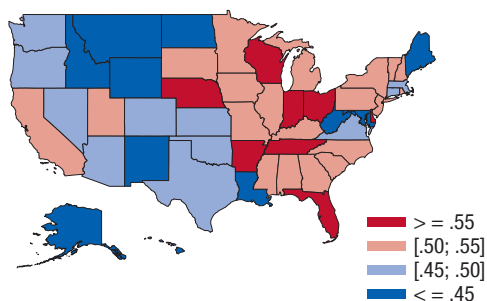 > = .55
[.50; .55]
[.45; .50]
< = .45